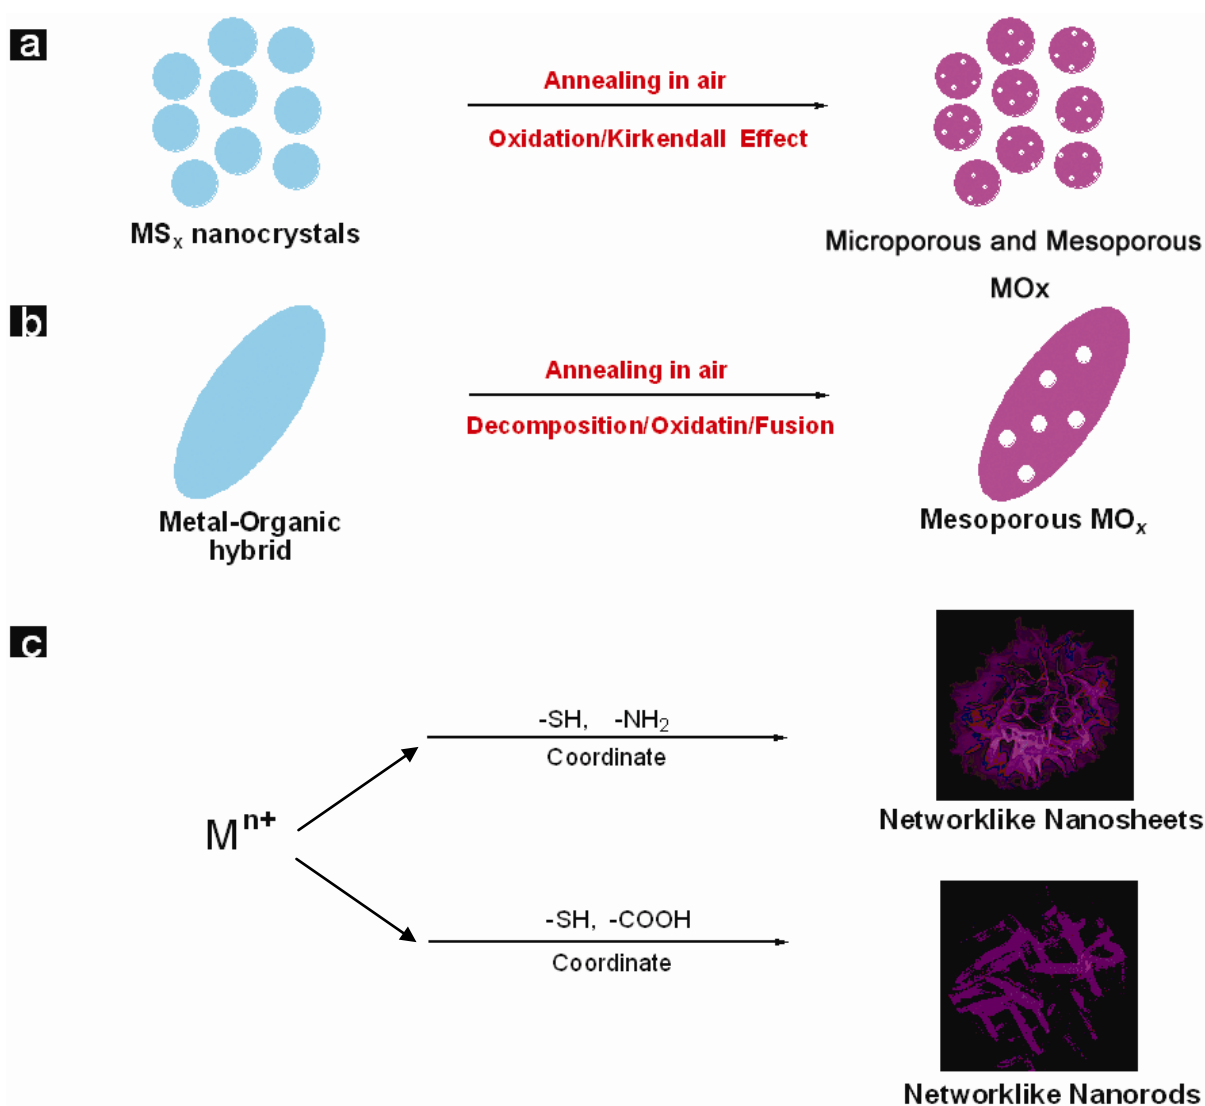 a
Annealing in air
Oxidation/Kirkendall Effect
MSx nanocrystals
Microporous and Mesoporous
MOx
b
Annealing in air
Decomposition/Oxidatin/Fusion
Metal-Organic
hybrid
Mesoporous MOx
c
-SH, -NH2
Coordinate
Mn+
Networklike Nanosheets
-SH, -COOH
Coordinate
Networklike Nanorods